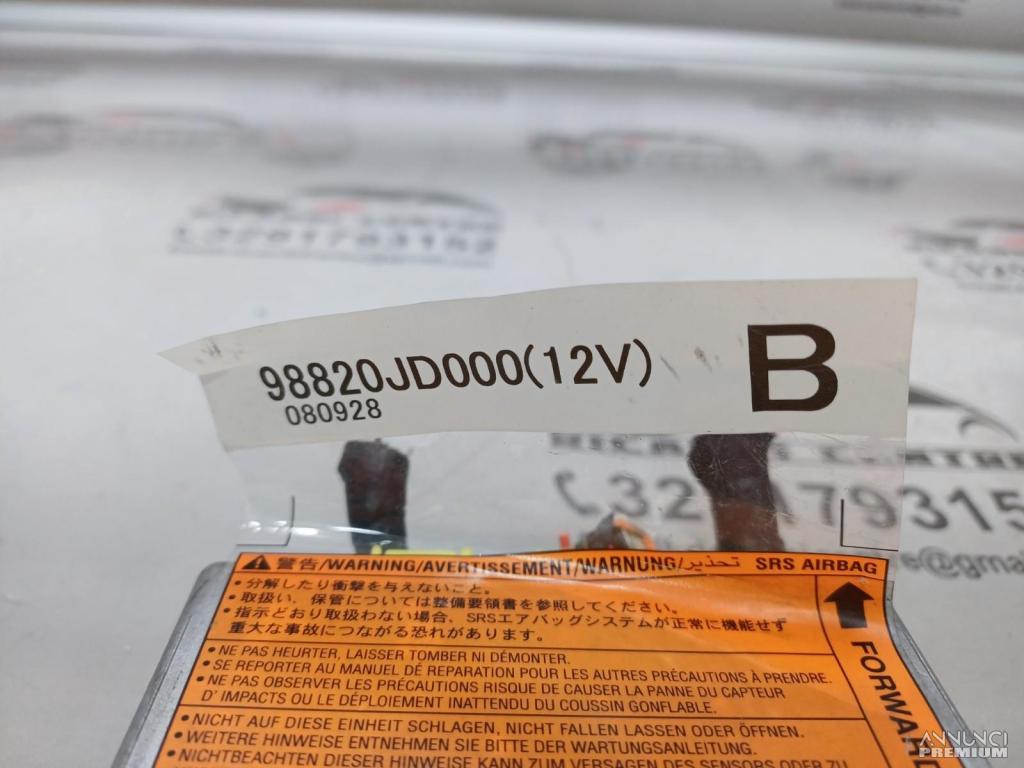 98820JD000(12V)
B
080928
警告/WARNING/AVERTISSEMENT/WARNUNG/تحذير SRS AIRBAG
• 分解したり衝撃を与えないこと。
• 取扱い、保管については整備要領書を参照してください。
• 指示どおり取扱わない場合、SRSエアバッグシステムが正常に機能せず
重大な事故につながる恐れがあります。
• NE PAS HEURTER, LAISSER TOMBER NI DÉMONTER.
• SE REPORTER AU MANUEL DÉ REPARATION POUR LES AUTRES PRÉCAUTIONS À PRENDRE.
• NE PAS OBSERVER LES PRÉCAUTIONS RISQUE DE CAUSER LA PANNE DU CAPTEUR
D' IMPACTS OU LE DÉPLOIEMENT INATTENDU DU COUSSIN GONFLABLE.
• NICHT AUF DIESE EINHEIT SCHLAGEN, NICHT FALLEN LASSEN ODER ÖFFNEN.
• WEITERE HINWEISE ENTNEHMEN SIE BITTE DER WARTUNGSANLEITUNG.
• NICHTBEACHTEN DIESER HINWEISE KANN ZUM VERSAGEN DES SENSORS ODER ZU
FORWARD
ANNUNCI
PREMIUM